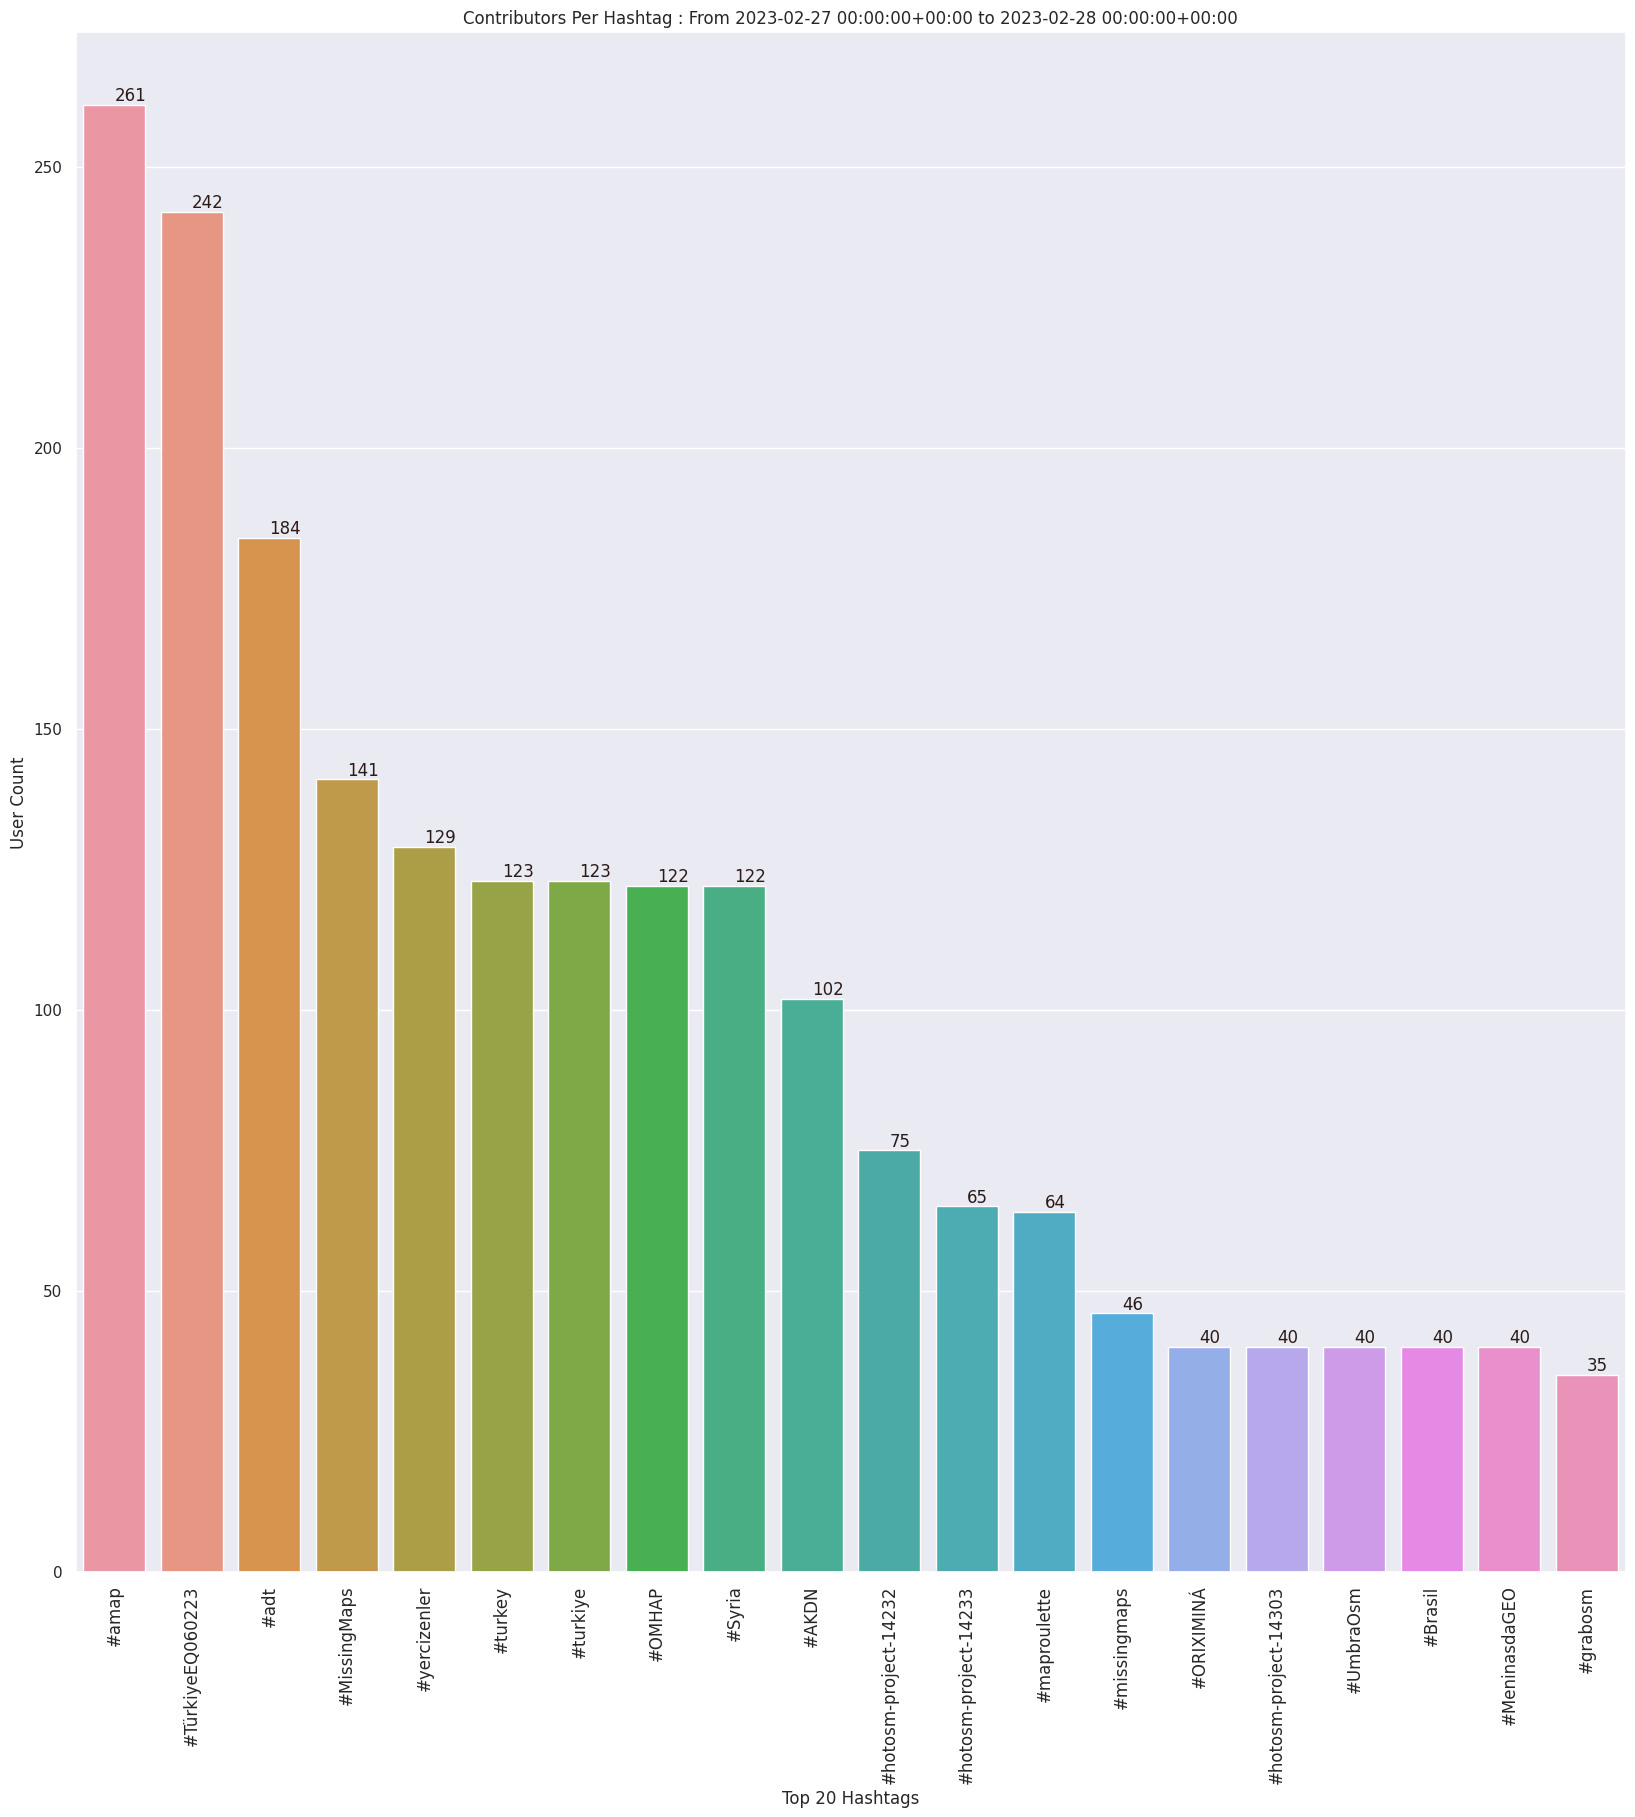 Contributors Per Hashtag : From 2023-02-27 00:00:00+00:00 to 2023-02-28 00:00:00+00:00
261
250
242
200
184
150
141
User Count
129
123
123
122
122
102
100
75
65
64
50
46
40
40
40
40
40
35
0
#amap
#TürkiyeEQ060223
#adt
#MissingMaps
#yercizenler
#turkey
#turkiye
#OMHAP
#Syria
#AKDN
#hotosm-project-14232
#hotosm-project-14233
#maproulette
#missingmaps
#ORIXIMINÁ
#hotosm-project-14303
#UmbraOsm
#Brasil
#MeninasdaGEO
#grabosm
Top 20 Hashtags